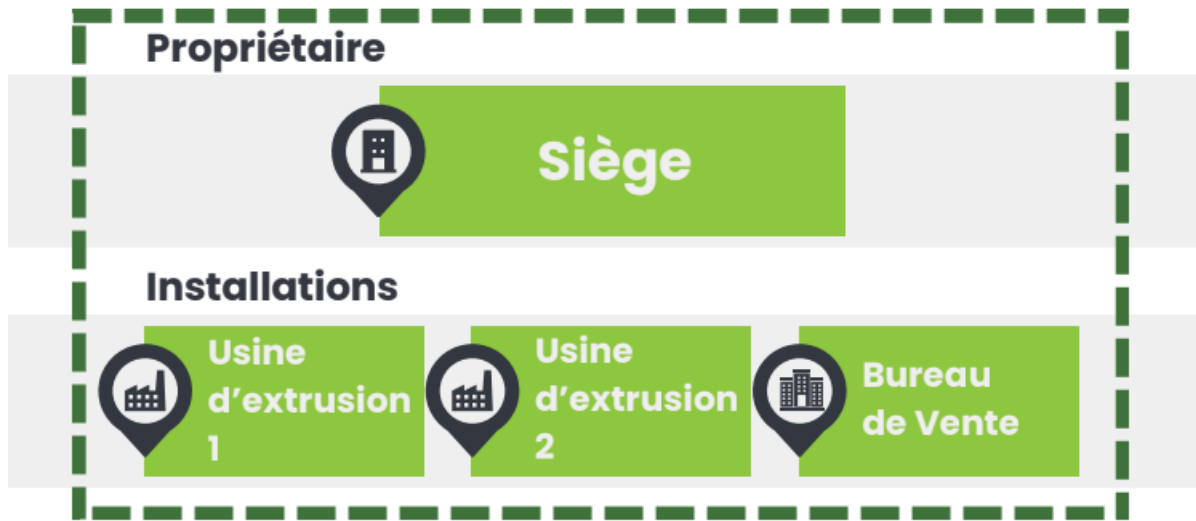 Propriétaire
Siège
Installations
Usine
d’extrusion
1
Usine
d’extrusion
2
Bureau
de Vente